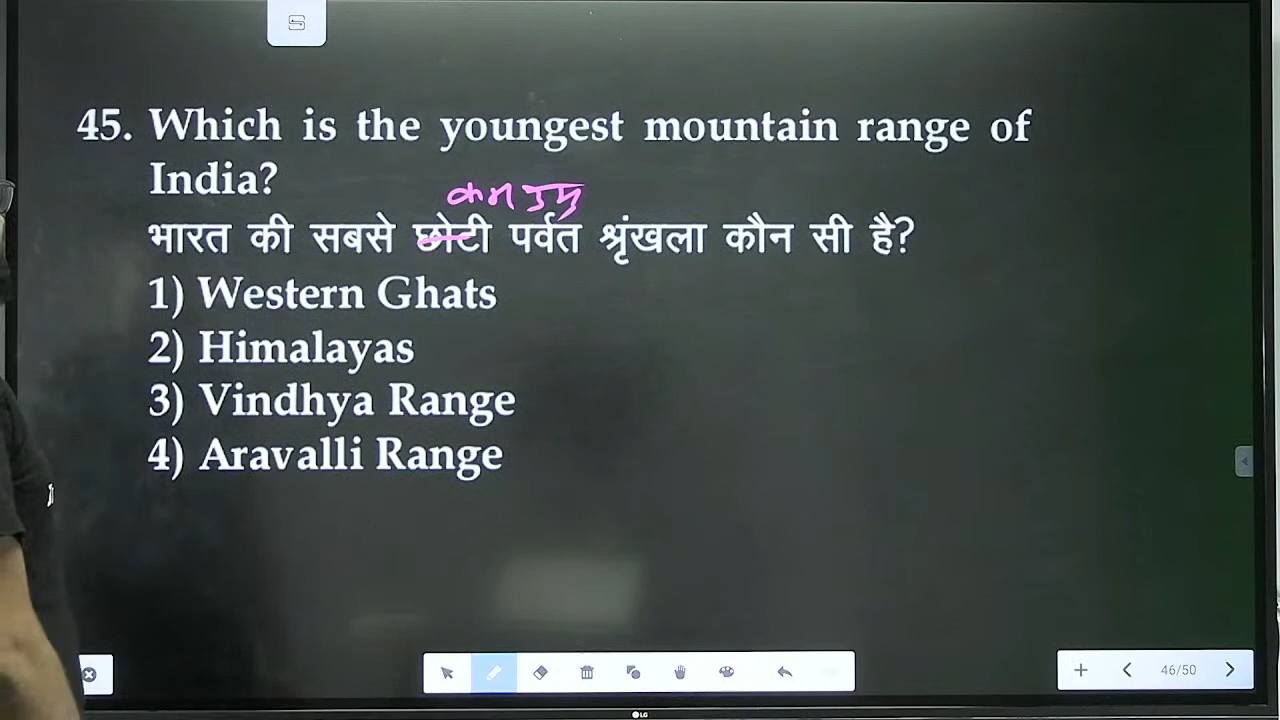 45. Which is the youngest mountain range of
India?
कम उम्र
भारत की सबसे छोटी पर्वत श्रृंखला कौन सी है?
1) Western Ghats
2) Himalayas
3) Vindhya Range
4) Aravalli Range
46/50
LG